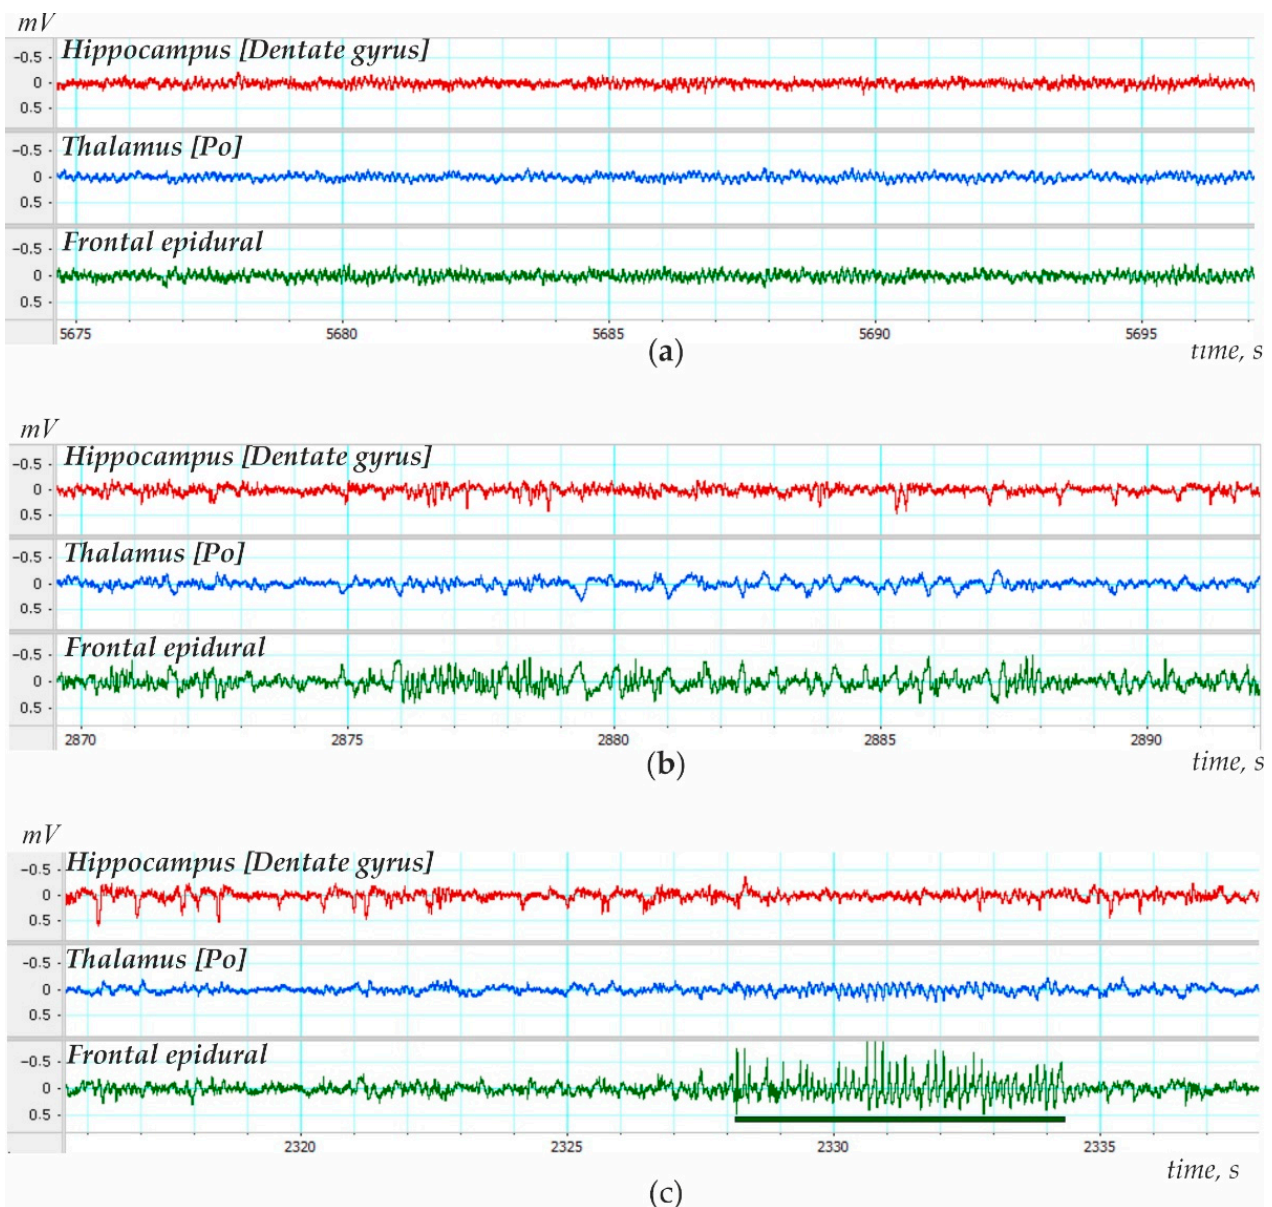 mV
Hippocampus [Dentate gyrus]
−0.5
0
0.5
Thalamus [Po]
−0.5
0
0.5
Frontal epidural
−0.5
0
0.5
5675 5680 5685 5690 5695
(a)
time, s
mV
Hippocampus [Dentate gyrus]
−0.5
0
0.5
Thalamus [Po]
−0.5
0
0.5
Frontal epidural
−0.5
0
0.5
2870 2875 2880 2885 2890
(b)
time, s
mV
Hippocampus [Dentate gyrus]
−0.5
0
0.5
Thalamus [Po]
−0.5
0
0.5
Frontal epidural
−0.5
0
0.5
2320 2325 2330 2335
time, s
(c)